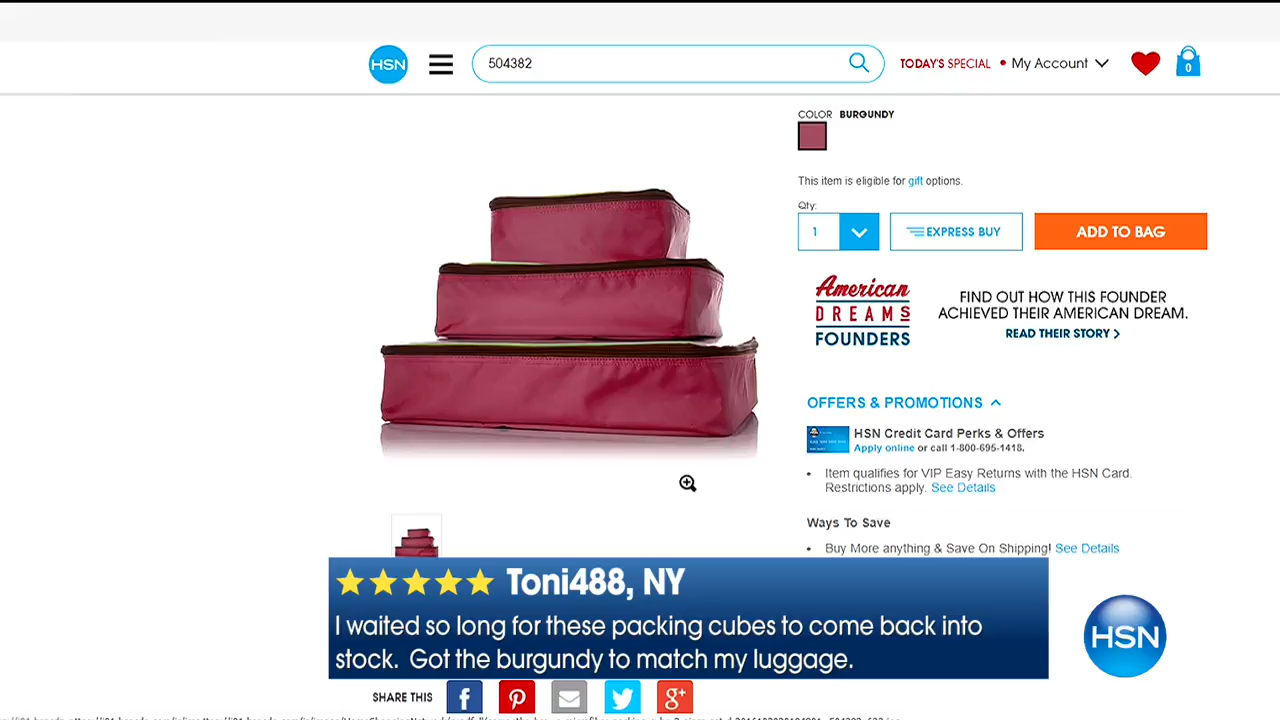 HSN
504382
TODAY'S SPECIAL
My Account
0
COLOR BURGUNDY
This item is eligible for gift options.
Qty:
1
EXPRESS BUY
ADD TO BAG
American
DREAMS
FOUNDERS
FIND OUT HOW THIS FOUNDER
ACHIEVED THEIR AMERICAN DREAM.
READ THEIR STORY >
OFFERS & PROMOTIONS
HSN Credit Card Perks & Offers
Apply online or call 1-800-695-1418.
• Item qualifies for VIP Easy Returns with the HSN Card.
Restrictions apply. See Details
Ways To Save
• Buy More anything & Save On Shipping! See Details
Toni488, NY
I waited so long for these packing cubes to come back into
stock. Got the burgundy to match my luggage.
HSN
SHARE THIS
f
g+